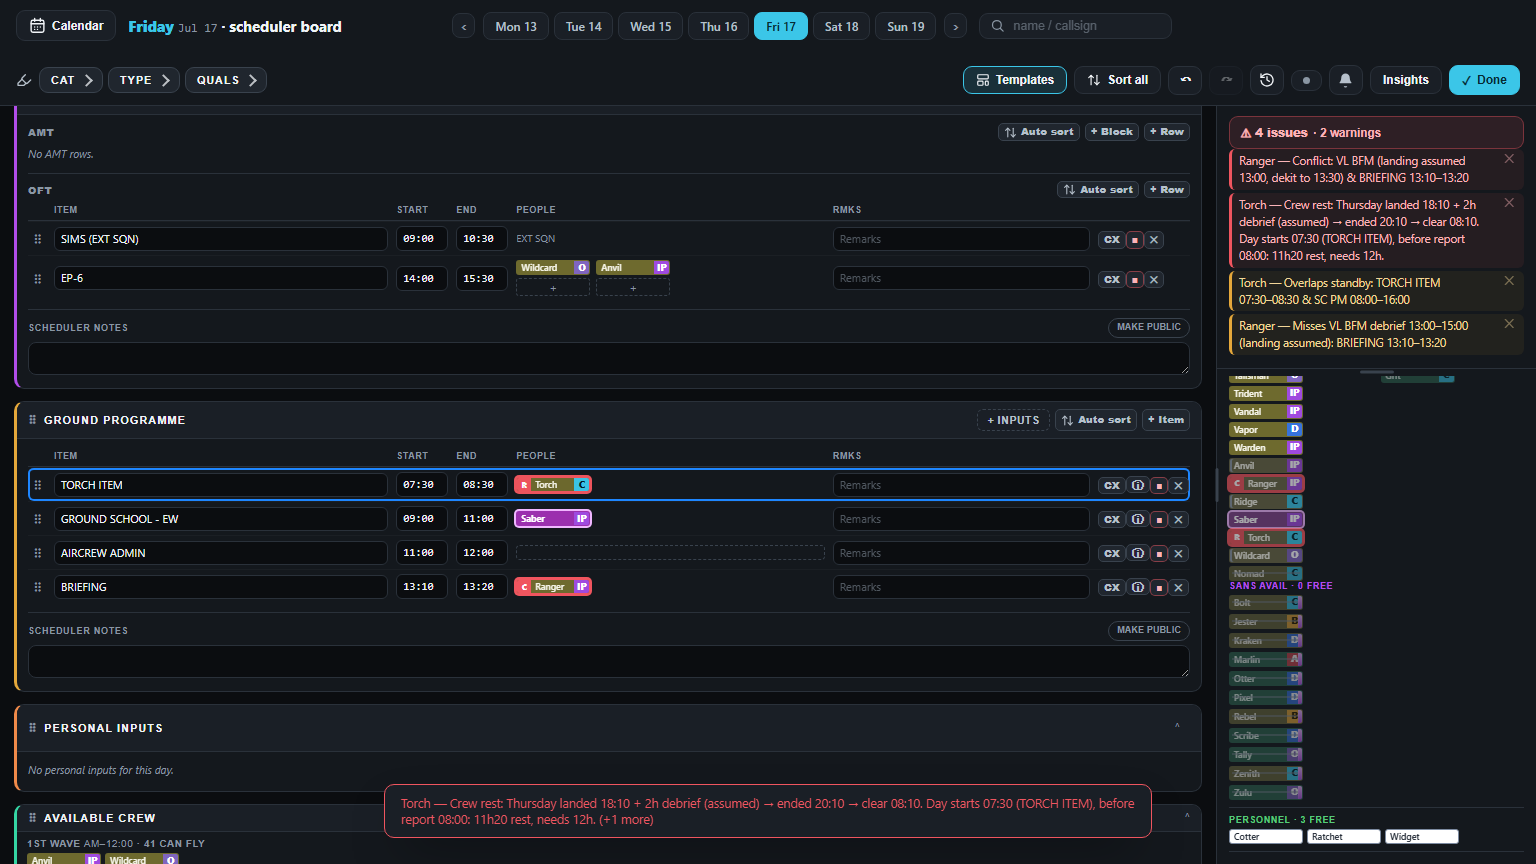 Calendar
Friday Jul 17 · scheduler board
‹ Mon 13 Tue 14 Wed 15 Thu 16 Fri 17 Sat 18 Sun 19 ›
name / callsign
CAT TYPE QUALS
Templates Sort all Insights ✓ Done
AMT
Auto sort + Block + Row
No AMT rows.
OFT
Auto sort + Row
ITEM START END PEOPLE RMKS
SIMS (EXT SQN) 09:00 10:30 EXT SQN Remarks CX
EP-6 14:00 15:30 Wildcard O Anvil IP Remarks CX
+ +
SCHEDULER NOTES MAKE PUBLIC
GROUND PROGRAMME
+ INPUTS Auto sort + Item
ITEM START END PEOPLE RMKS
TORCH ITEM 07:30 08:30 R Torch C Remarks CX
GROUND SCHOOL - EW 09:00 11:00 Saber IP Remarks CX
AIRCREW ADMIN 11:00 12:00 Remarks CX
BRIEFING 13:10 13:20 C Ranger IP Remarks CX
SCHEDULER NOTES MAKE PUBLIC
PERSONAL INPUTS
No personal inputs for this day.
AVAILABLE CREW
1ST WAVE AM–12:00 · 41 CAN FLY
Anvil IP Wildcard O
Torch — Crew rest: Thursday landed 18:10 + 2h debrief (assumed) → ended 20:10 → clear 08:10. Day starts 07:30 (TORCH ITEM), before
report 08:00: 11h20 rest, needs 12h. (+1 more)
⚠ 4 issues · 2 warnings
Ranger — Conflict: VL BFM (landing assumed
13:00, dekit to 13:30) & BRIEFING 13:10–13:20
Torch — Crew rest: Thursday landed 18:10 + 2h
debrief (assumed) → ended 20:10 → clear 08:10.
Day starts 07:30 (TORCH ITEM), before report
08:00: 11h20 rest, needs 12h.
Torch — Overlaps standby: TORCH ITEM
07:30–08:30 & SC PM 08:00–16:00
Ranger — Misses VL BFM debrief 13:00–15:00
(landing assumed): BRIEFING 13:10–13:20
Talisman
Trident IP
Vandal IP
Vapor D
Warden IP
Anvil IP
C Ranger IP
Ridge C
Saber IP
R Torch C
Wildcard O
Nomad C
SANS AVAIL · 0 FREE
Bolt C
Jester B
Kraken D
Marlin A
Otter D
Pixel D
Rebel B
Scribe D
Tally O
Zenith C
Zulu O
PERSONNEL · 3 FREE
Cotter Ratchet Widget